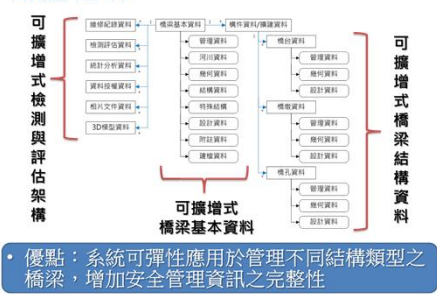 可擴增式檢測與評估架構
維修紀錄資料
檢測評估資料
統計分析資料
資料授權資料
相片文件資料
3D模型資料
橋梁基本資料
管理資料
河川資料
幾何資料
結構資料
特殊結構
設計資料
附註資料
建檔資料
可擴增式
橋梁基本資料
構件資料/擴建資料
橋台資料
管理資料
幾何資料
設計資料
橋墩資料
管理資料
幾何資料
設計資料
橋孔資料
管理資料
幾何資料
設計資料
可擴增式橋梁結構資料
• 優點：系統可彈性應用於管理不同結構類型之
橋梁，增加安全管理資訊之完整性